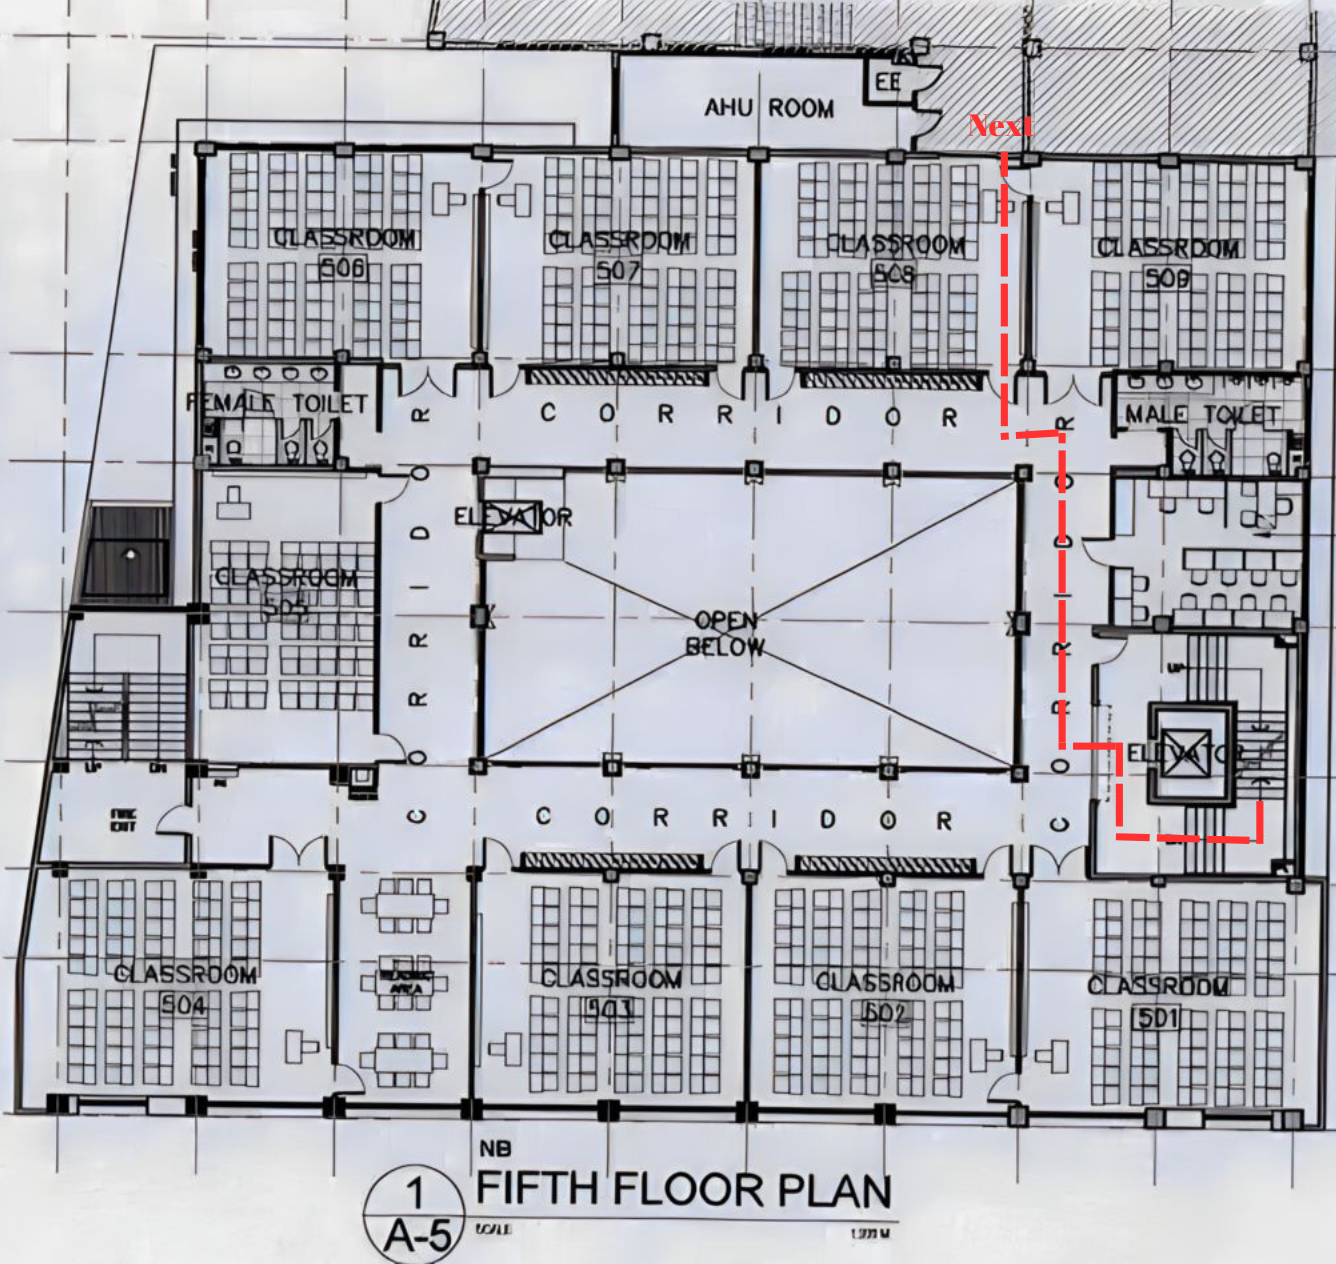 EE
AHU ROOM
Next
CLASSROOM
506
CLASSROOM
507
CLASSROOM
508
CLASSROOM
509
FEMALE TOILET
CORRIDOR
MALE TOILET
CORRIDOR
CORRIDOR
ELEVATOR
CLASSROOM
505
OPEN
BELOW
UP
ELEVATOR
UP
DN
FIRE
EXIT
CORRIDOR
CLASSROOM
504
AREA
CLASSROOM
503
CLASSROOM
502
CLASSROOM
501
NB
1
FIFTH FLOOR PLAN
A-5
SCALE